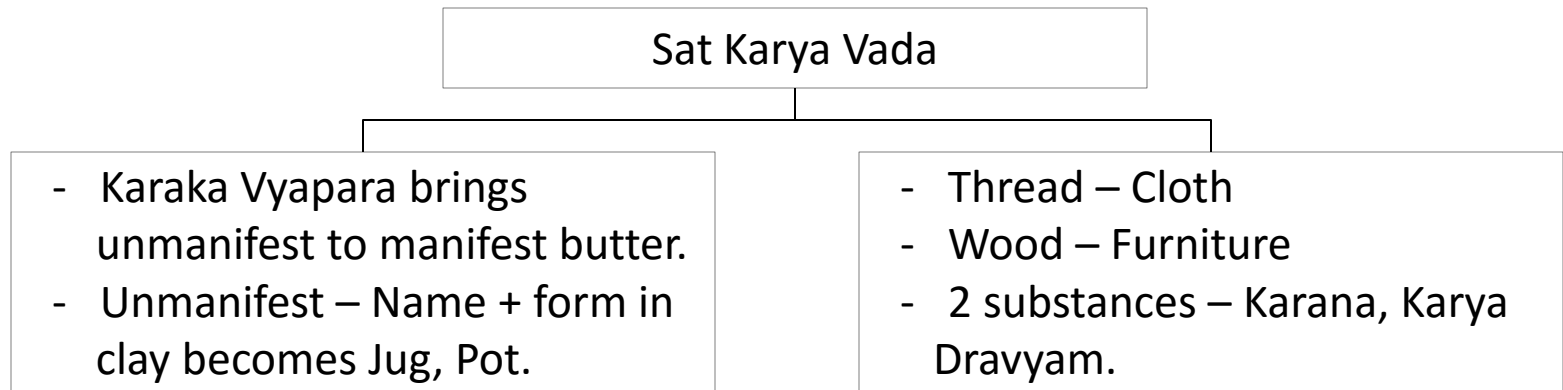 Sat Karya Vada
- Karaka Vyapara brings
unmanifest to manifest butter.
- Unmanifest – Name + form in
clay becomes Jug, Pot.
- Thread – Cloth
- Wood – Furniture
- 2 substances – Karana, Karya
Dravyam.